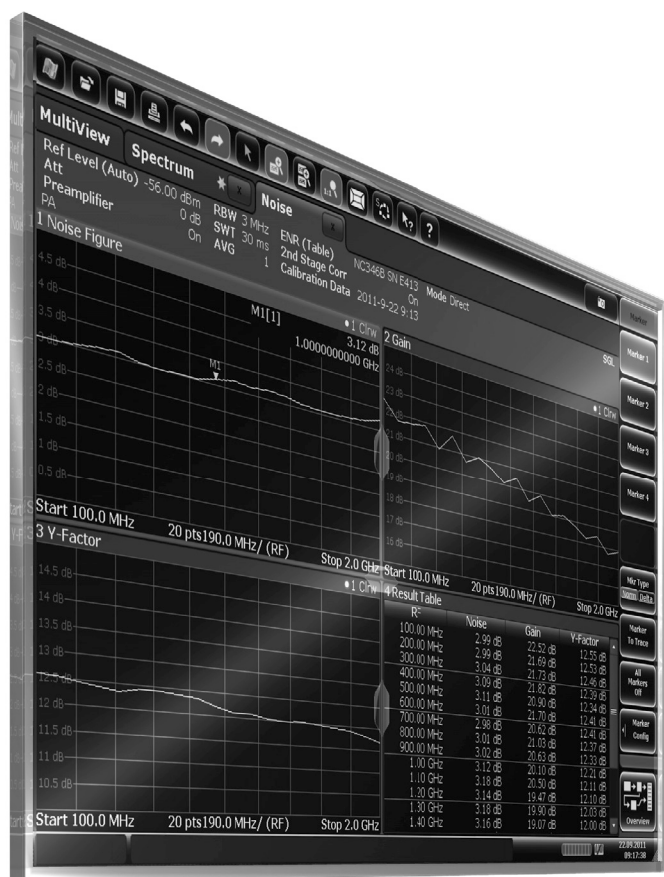 MultiView
Spectrum
Noise
Ref Level (Auto) -56.00 dBm RBW 3 MHz ENR (Table) NC346B SN E413 Mode Direct
Att 0 dB SWT 30 ms 2nd Stage Corr On
Preamplifier On AVG 1 Calibration Data 2011-9-22 9:13
PA
1 Noise Figure
1 Clrw
M1[1] 3.12 dB
1.0000000000 GHz
4.5 dB
4 dB
3.5 dB
3 dB
2.5 dB
2 dB
1.5 dB
1 dB
0.5 dB
M1
Start 100.0 MHz 20 pts 190.0 MHz/ (RF) Stop 2.0 GHz
2 Gain
SGL
1 Clrw
24 dB
23 dB
22 dB
21 dB
20 dB
19 dB
18 dB
17 dB
16 dB
Start 100.0 MHz 20 pts 190.0 MHz/ (RF) Stop 2.0 GHz
3 Y-Factor
1 Clrw
14.5 dB
14 dB
13.5 dB
13 dB
12.5 dB
12 dB
11.5 dB
11 dB
10.5 dB
Start 100.0 MHz 20 pts 190.0 MHz/ (RF) Stop 2.0 GHz
4 Result Table
RF Noise Gain Y-Factor
100.00 MHz 2.99 dB 22.52 dB 12.55 dB
200.00 MHz 2.99 dB 21.69 dB 12.53 dB
300.00 MHz 3.04 dB 21.73 dB 12.46 dB
400.00 MHz 3.09 dB 21.82 dB 12.39 dB
500.00 MHz 3.11 dB 20.90 dB 12.34 dB
600.00 MHz 3.01 dB 21.70 dB 12.41 dB
700.00 MHz 2.98 dB 20.62 dB 12.41 dB
800.00 MHz 3.01 dB 21.03 dB 12.37 dB
900.00 MHz 3.02 dB 20.63 dB 12.33 dB
1.00 GHz 3.12 dB 20.10 dB 12.21 dB
1.10 GHz 3.18 dB 20.50 dB 12.11 dB
1.20 GHz 3.14 dB 19.47 dB 12.10 dB
1.30 GHz 3.18 dB 19.90 dB 12.03 dB
1.40 GHz 3.16 dB 19.07 dB 12.00 dB
Marker
Marker 1
Marker 2
Marker 3
Marker 4
Mkr Type
Norm Delta
Marker
To Trace
All
Markers
Off
Marker
Config
Overview
22.09.2011
09:17:38